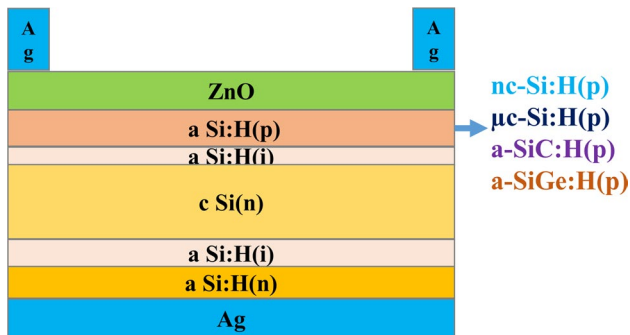 A
g
A
g
ZnO
a Si:H(p)
a Si:H(i)
c Si(n)
a Si:H(i)
a Si:H(n)
Ag
nc-Si:H(p)
µc-Si:H(p)
a-SiC:H(p)
a-SiGe:H(p)